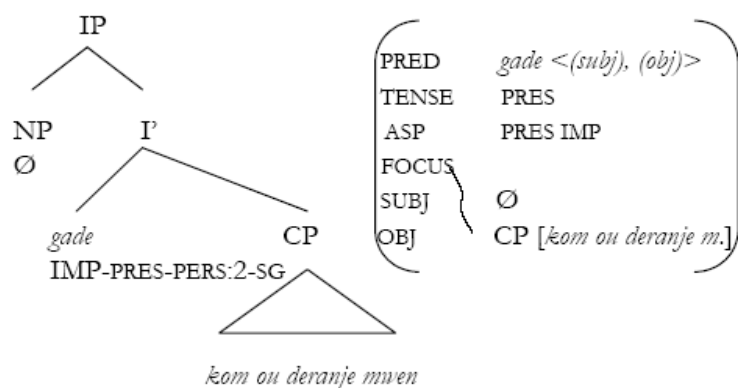 IP
NP I'
Ø
gade CP
IMP-PRES-PERS:2-SG
kom ou deranje mwen
PRED gade <(subj), (obj)>
TENSE PRES
ASP PRES IMP
FOCUS
SUBJ Ø
OBJ CP [kom ou deranje m.]